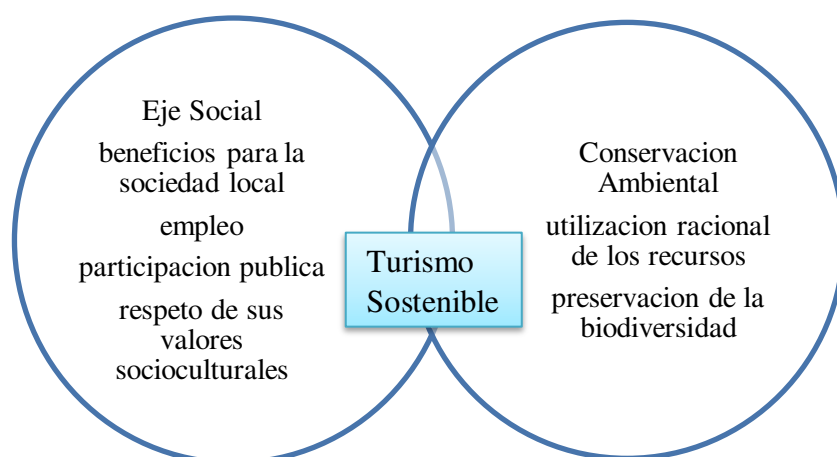 Eje Social
beneficios para la
sociedad local
empleo
participacion publica
respeto de sus
valores
socioculturales
Turismo
Sostenible
Conservacion
Ambiental
utilizacion racional
de los recursos
preservacion de la
biodiversidad